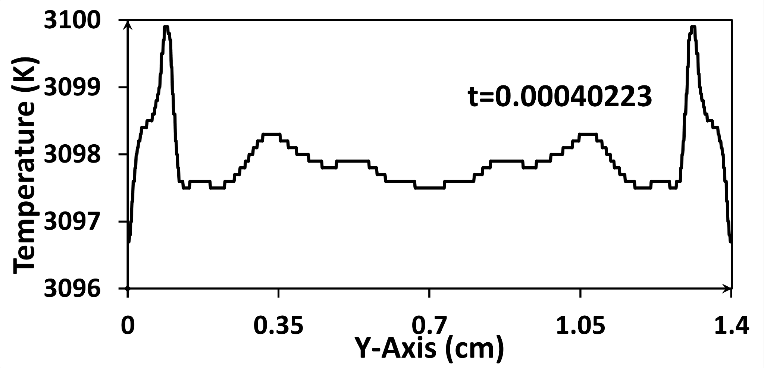 3100
3099
3098
3097
3096
Temperature (K)
t=0.00040223
0 0.35 0.7 1.05 1.4
Y-Axis (cm)